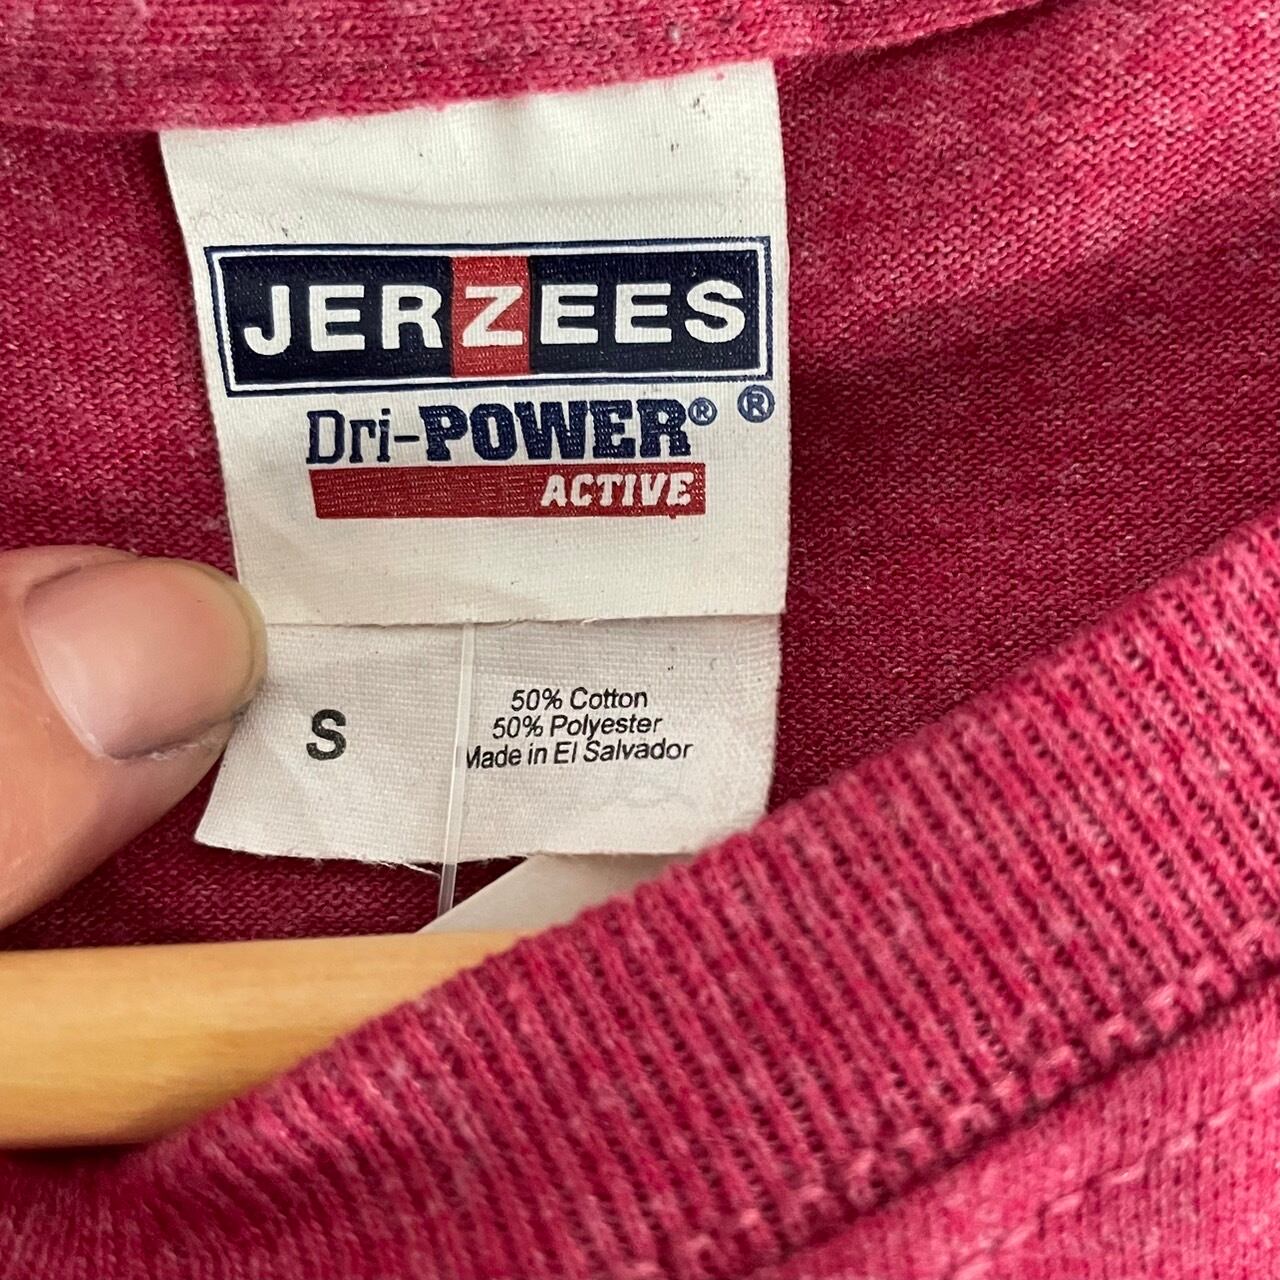 JERZEES
Dri-POWER® ®
ACTIVE
S
50% Cotton
50% Polyester
Made in El Salvador